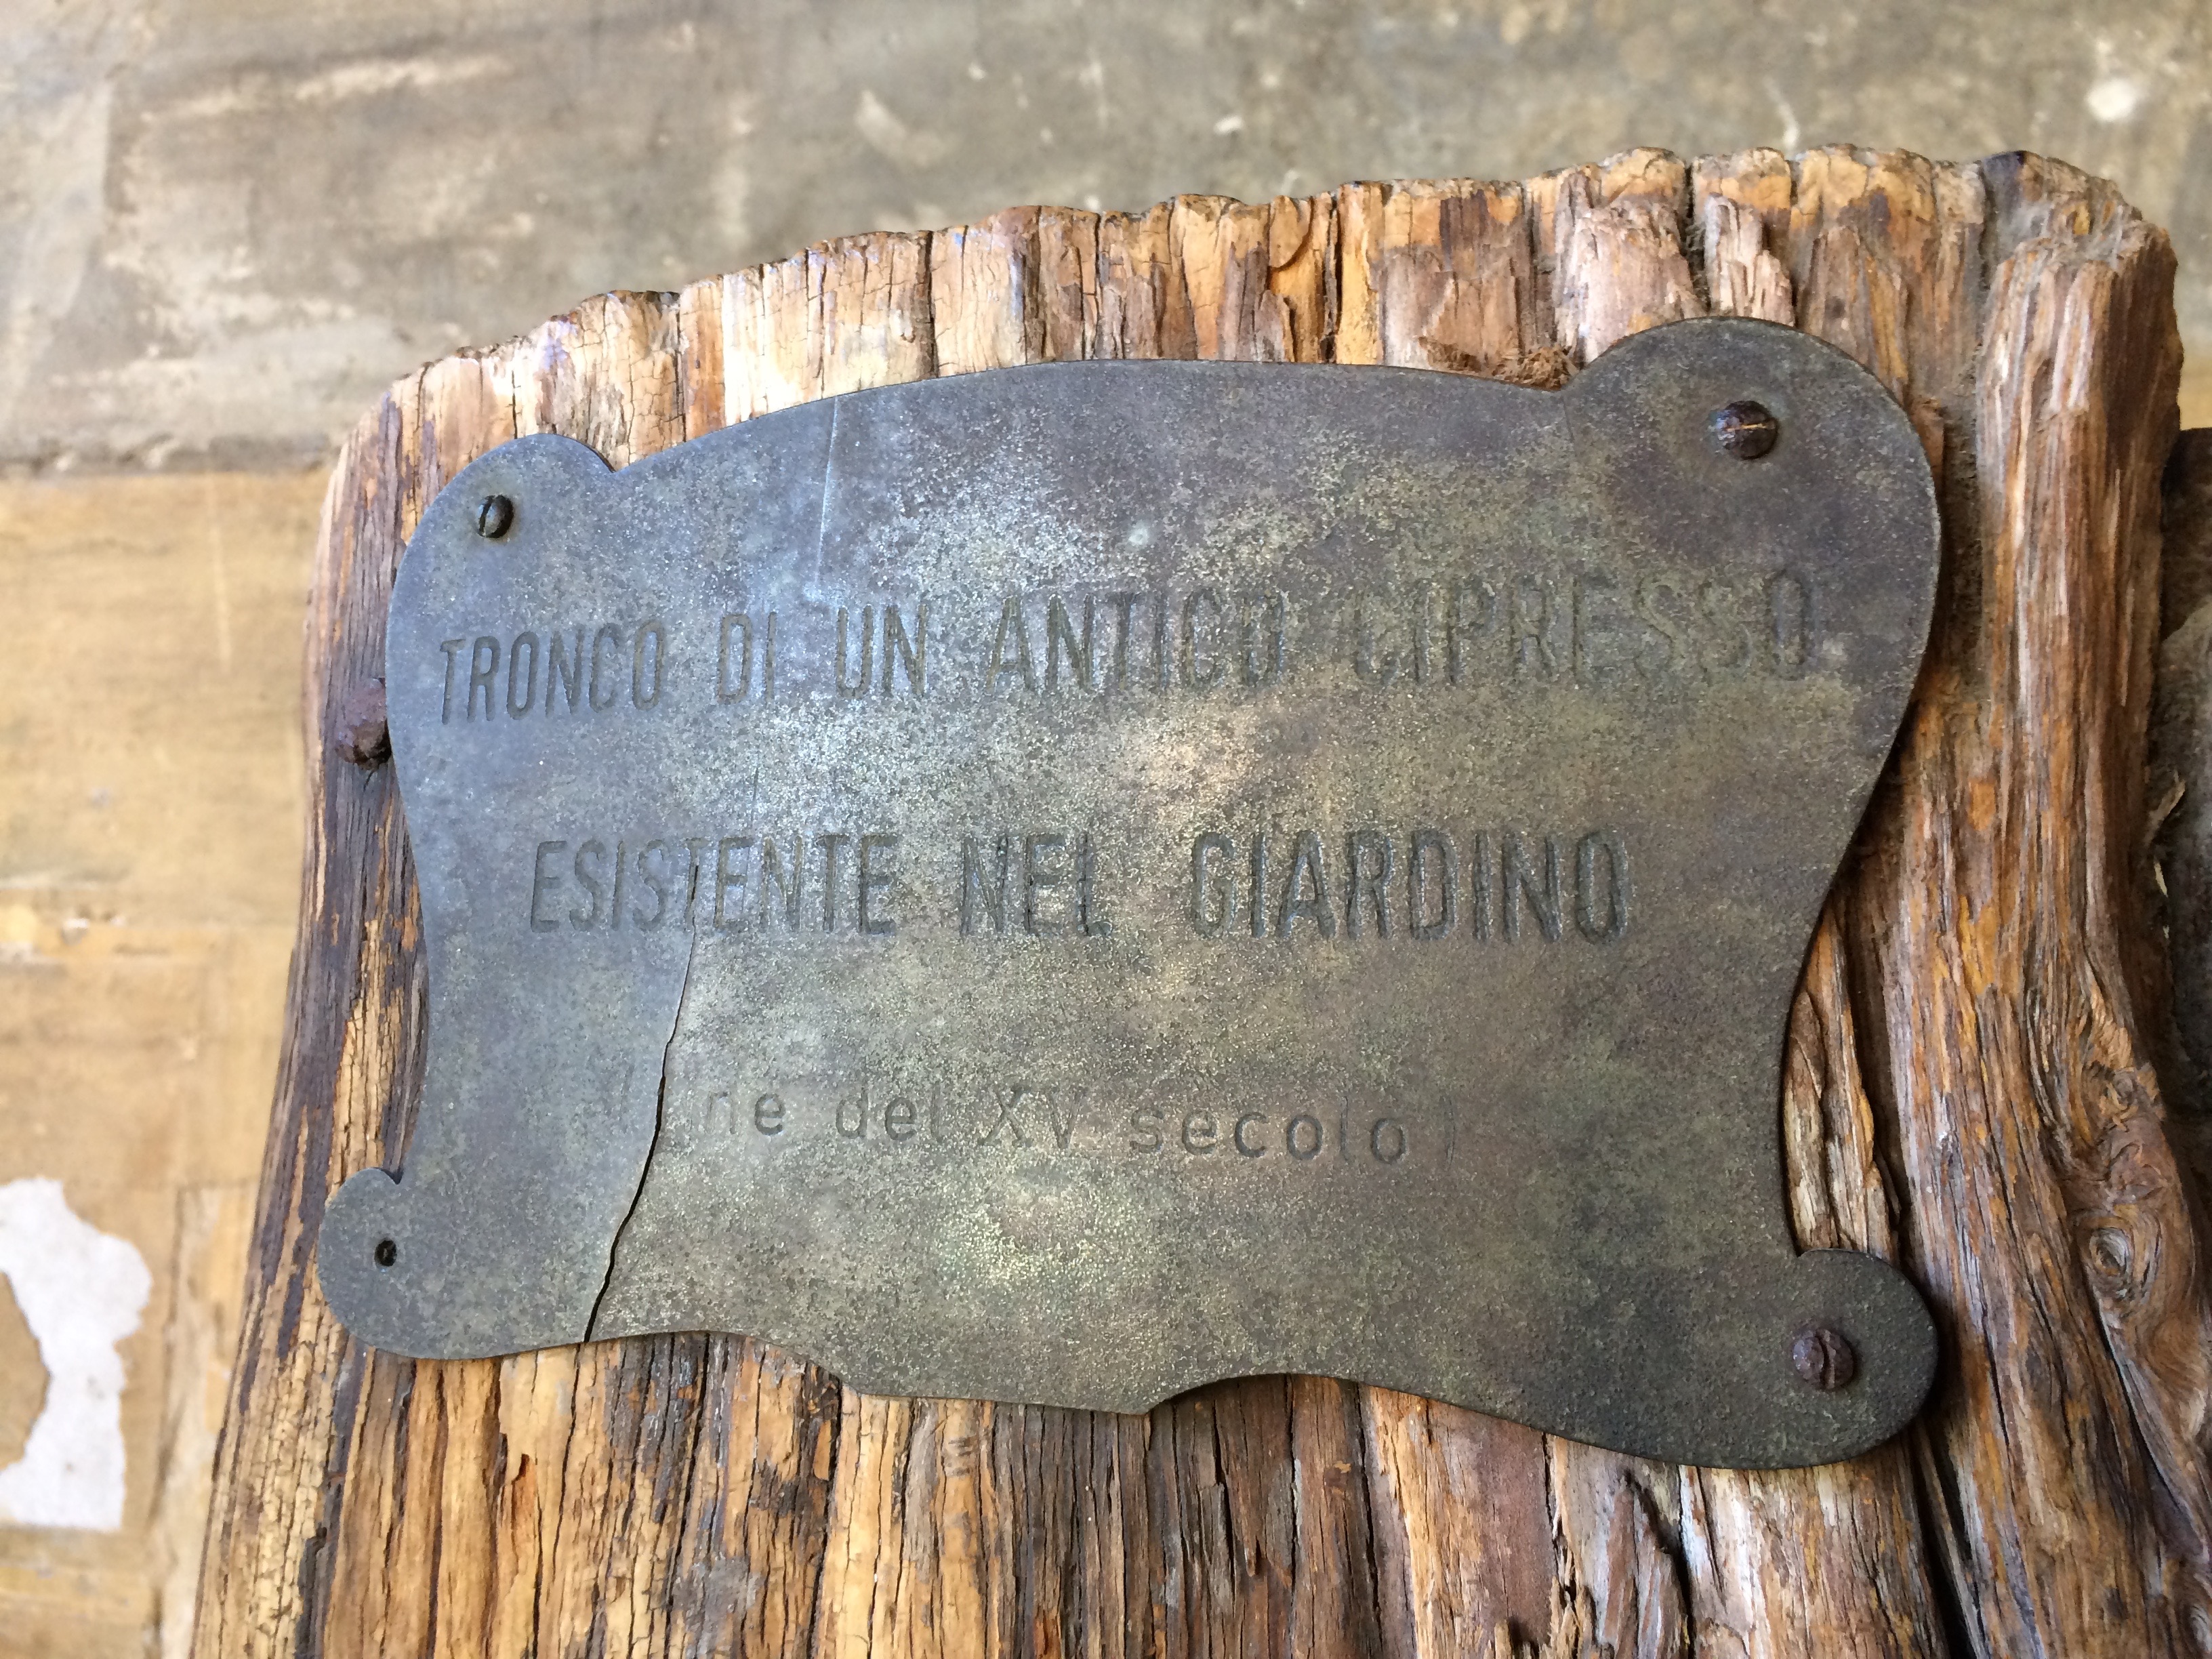 TRONCO DI UN ANTICO CIPRESSO
ESISTENTE NEL GIARDINO
del XV secolo )